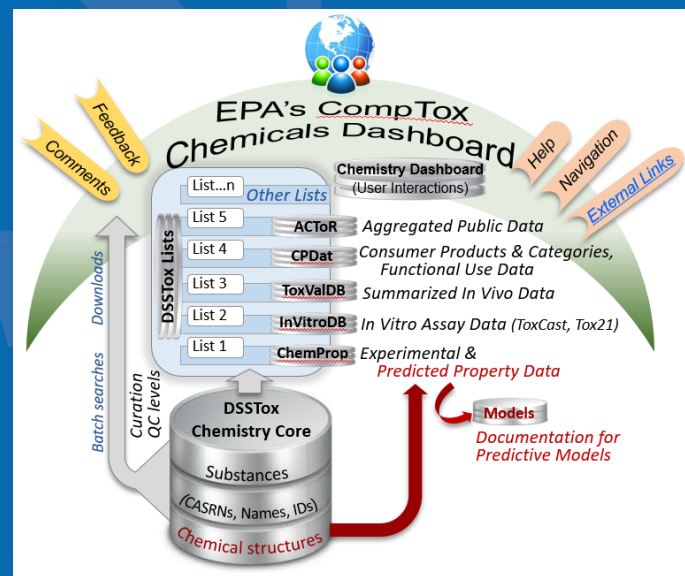 EPA's CompTox
Chemicals Dashboard
Comments
Feedback
Help
Navigation
External Links
Chemistry Dashboard
(User Interactions)
DSSTox Lists
List...n
Other Lists
List 5
ACToR
Aggregated Public Data
List 4
CPDat
Consumer Products & Categories,
Functional Use Data
List 3
ToxValDB
Summarized In Vivo Data
List 2
InVitroDB
In Vitro Assay Data (ToxCast, Tox21)
List 1
ChemProp
Experimental &
Predicted Property Data
Models
Documentation for
Predictive Models
Downloads
Batch searches
Curation
QC levels
DSSTox
Chemistry Core
Substances
(CASRNs, Names, IDs)
Chemical structures